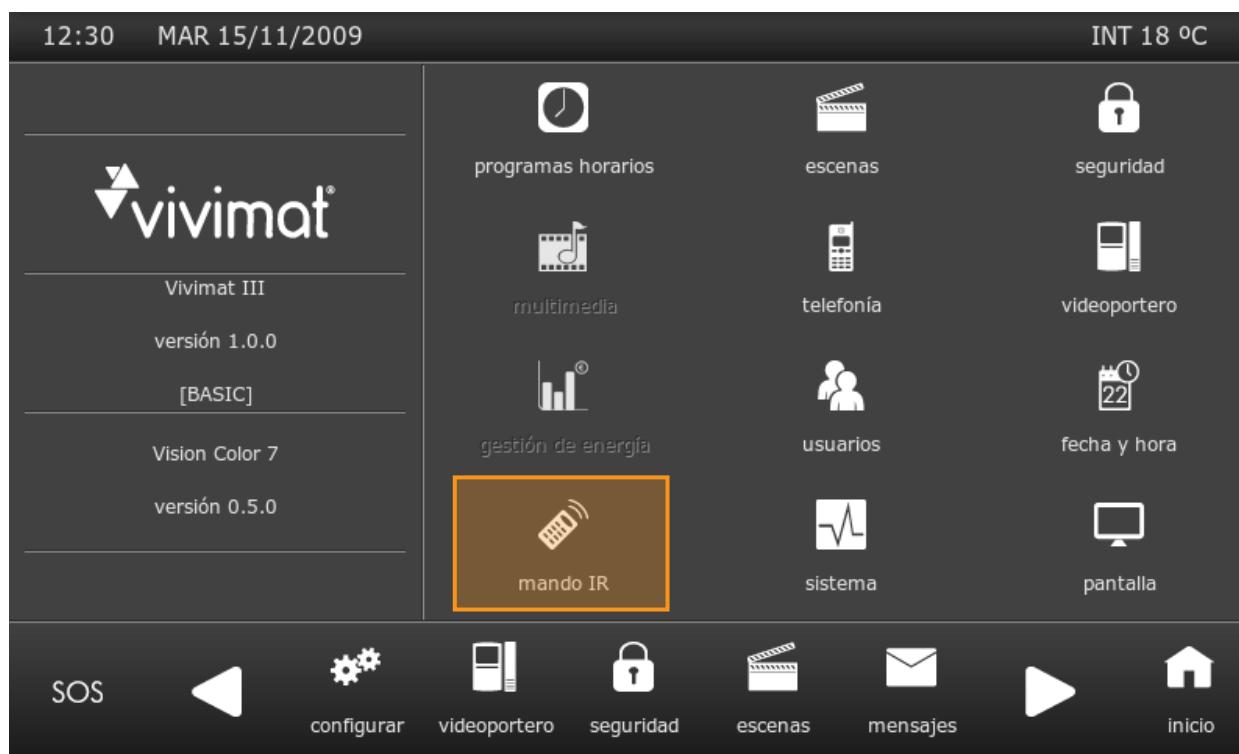 12:30 MAR 15/11/2009 INT 18 ºC
vivimat®
Vivimat III
versión 1.0.0
[BASIC]
Vision Color 7
versión 0.5.0
programas horarios escenas seguridad
multimedia telefonía videoportero
€
22
gestión de energía usuarios fecha y hora
mando IR sistema pantalla
SOS
configurar videoportero seguridad escenas mensajes inicio